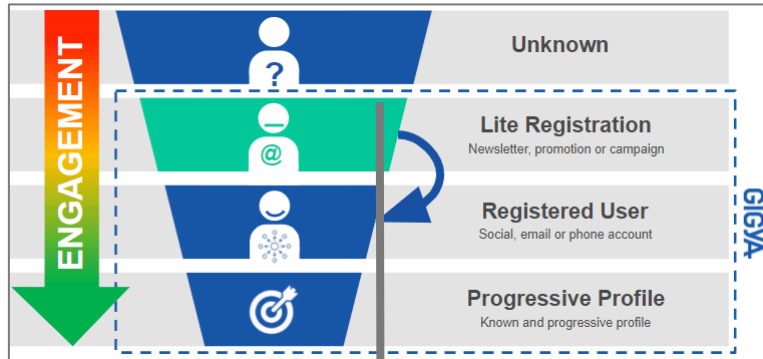 ENGAGEMENT
?
Unknown
@
Lite Registration
Newsletter, promotion or campaign
Registered User
Social, email or phone account
GIGYA
Progressive Profile
Known and progressive profile